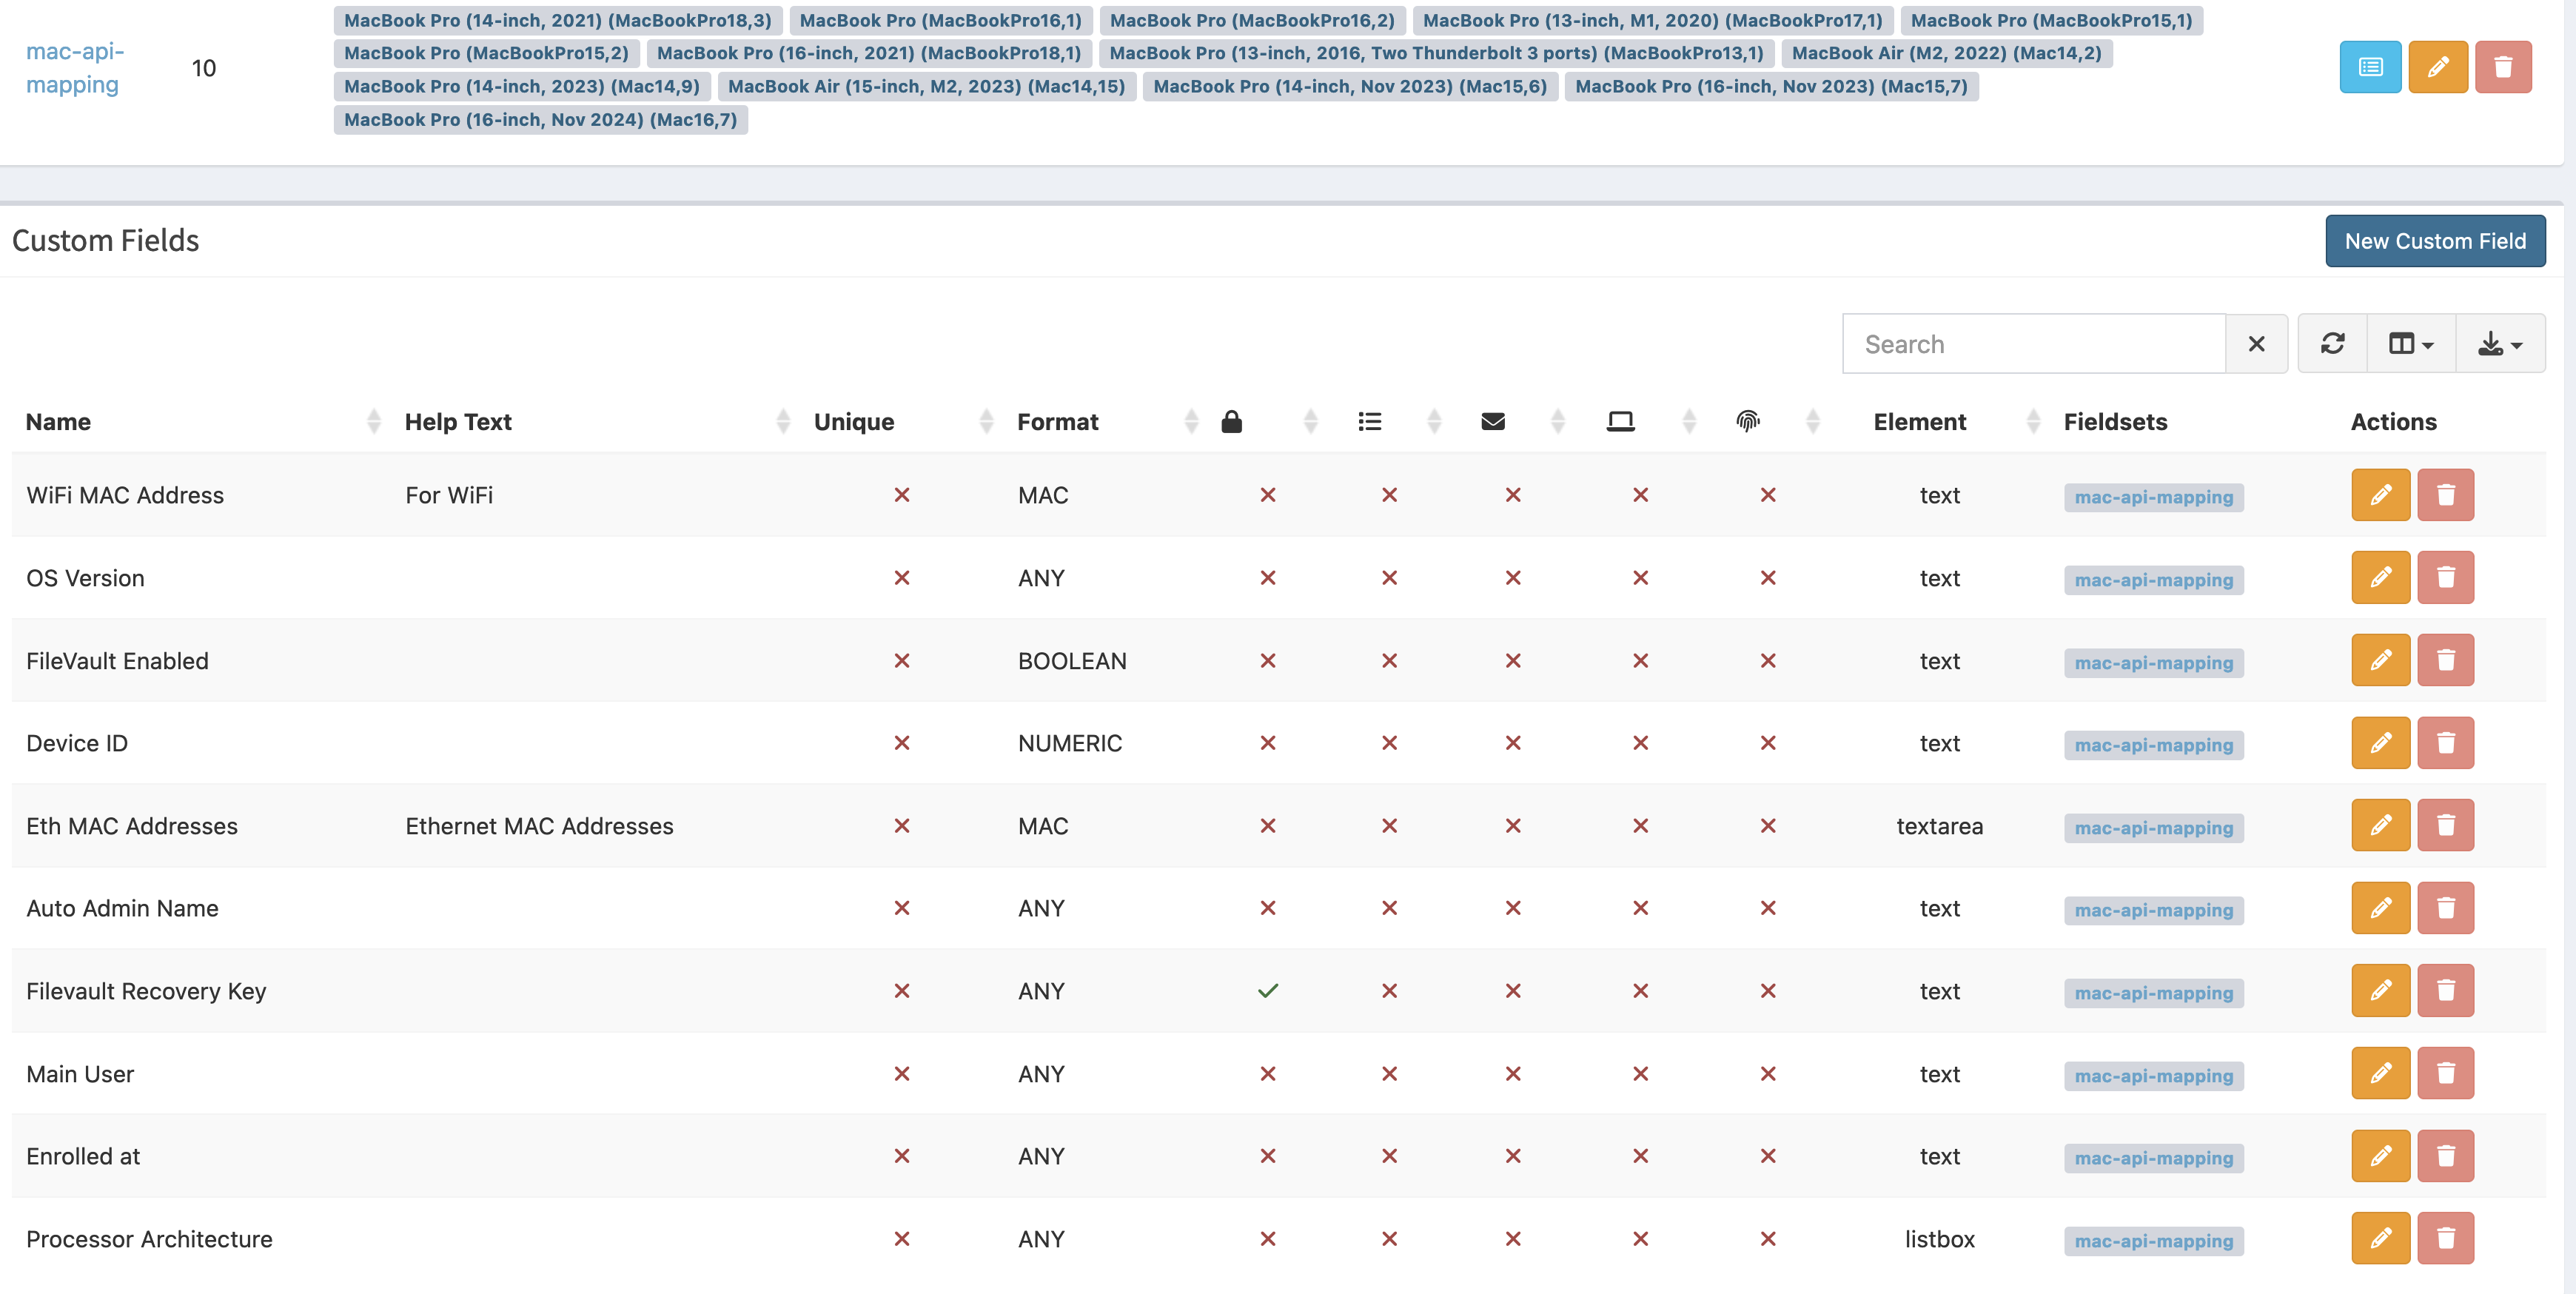 MacBook Pro (14-inch, 2021) (MacBookPro18,3) MacBook Pro (MacBookPro16,1) MacBook Pro (MacBookPro16,2) MacBook Pro (13-inch, M1, 2020) (MacBookPro17,1) MacBook Pro (MacBookPro15,1)
mac-api-mapping 10 MacBook Pro (MacBookPro15,2) MacBook Pro (16-inch, 2021) (MacBookPro18,1) MacBook Pro (13-inch, 2016, Two Thunderbolt 3 ports) (MacBookPro13,1) MacBook Air (M2, 2022) (Mac14,2)
MacBook Pro (14-inch, 2023) (Mac14,9) MacBook Air (15-inch, M2, 2023) (Mac14,15) MacBook Pro (14-inch, Nov 2023) (Mac15,6) MacBook Pro (16-inch, Nov 2023) (Mac15,7)
MacBook Pro (16-inch, Nov 2024) (Mac16,7)
Custom Fields New Custom Field
Search
Name Help Text Unique Format Element Fieldsets Actions
WiFi MAC Address For WiFi MAC text mac-api-mapping
OS Version ANY text mac-api-mapping
FileVault Enabled BOOLEAN text mac-api-mapping
Device ID NUMERIC text mac-api-mapping
Eth MAC Addresses Ethernet MAC Addresses MAC textarea mac-api-mapping
Auto Admin Name ANY text mac-api-mapping
Filevault Recovery Key ANY text mac-api-mapping
Main User ANY text mac-api-mapping
Enrolled at ANY text mac-api-mapping
Processor Architecture ANY listbox mac-api-mapping